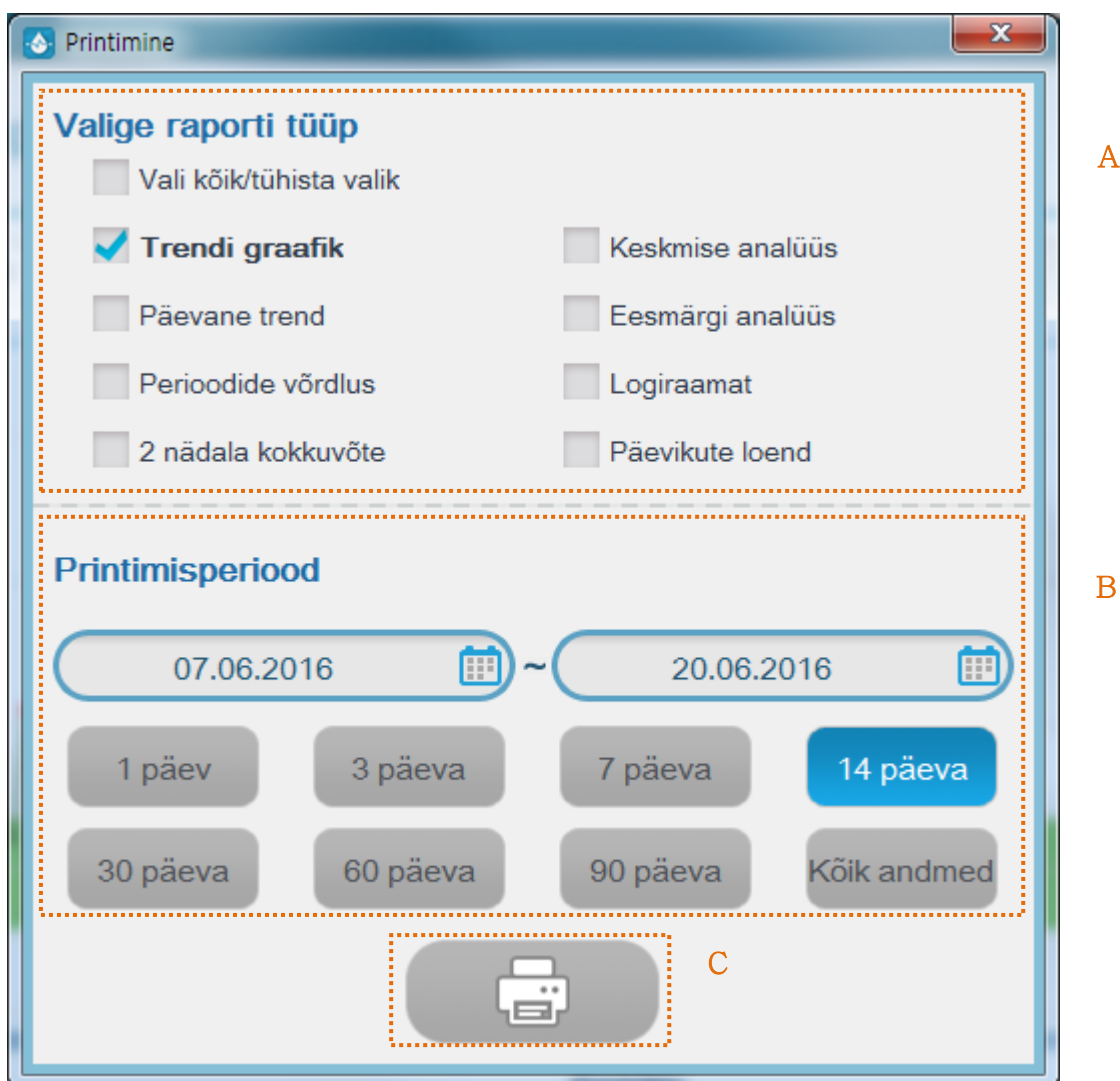 Printimine
Valige raporti tüüp
A
Vali kõik/tühista valik
Trendi graafik
Keskmise analüüs
Päevane trend
Eesmärgi analüüs
Perioodide võrdlus
Logiraamat
2 nädala kokkuvõte
Päevikute loend
Printimisperiood
B
07.06.2016 ~ 20.06.2016
1 päev 3 päeva 7 päeva 14 päeva
30 päeva 60 päeva 90 päeva Kõik andmed
C